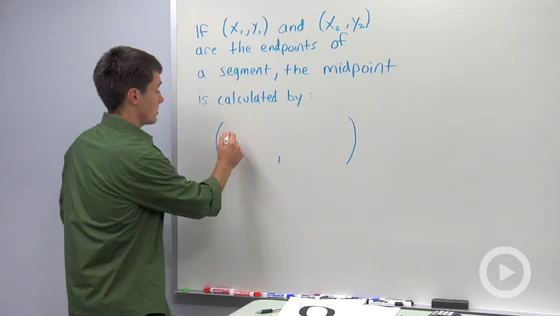 If (x₁,y₁) and (x₂,y₂)
are the endpoints of
a segment, the midpoint
is calculated by:
( , )